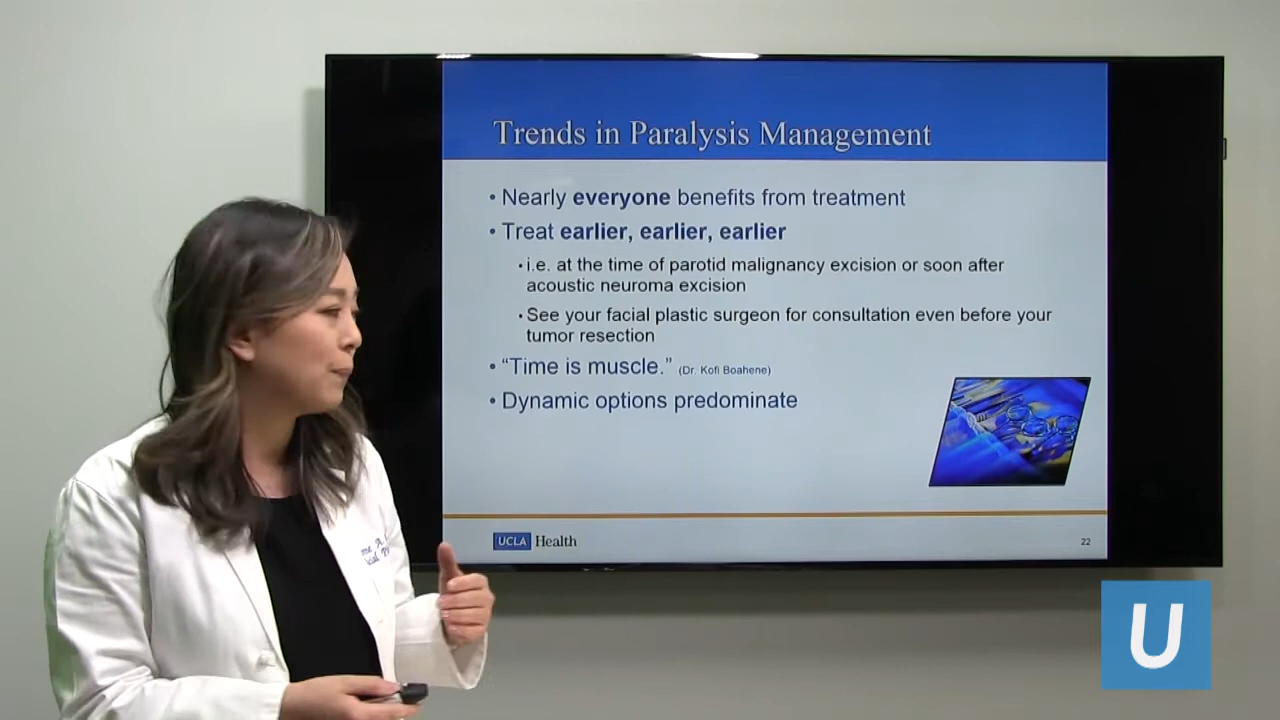 Trends in Paralysis Management
• Nearly everyone benefits from treatment
• Treat earlier, earlier, earlier
• i.e. at the time of parotid malignancy excision or soon after
acoustic neuroma excision
• See your facial plastic surgeon for consultation even before your
tumor resection
• “Time is muscle.” (Dr. Kofi Boahene)
• Dynamic options predominate
UCLA Health
22
U